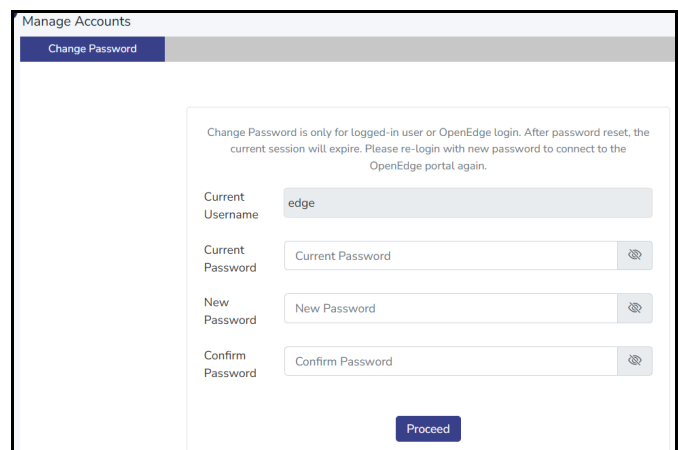 Manage Accounts
Change Password
Change Password is only for logged-in user or OpenEdge login. After password reset, the
current session will expire. Please re-login with new password to connect to the
OpenEdge portal again.
Current
Username
edge
Current
Password
Current Password
New
Password
New Password
Confirm
Password
Confirm Password
Proceed